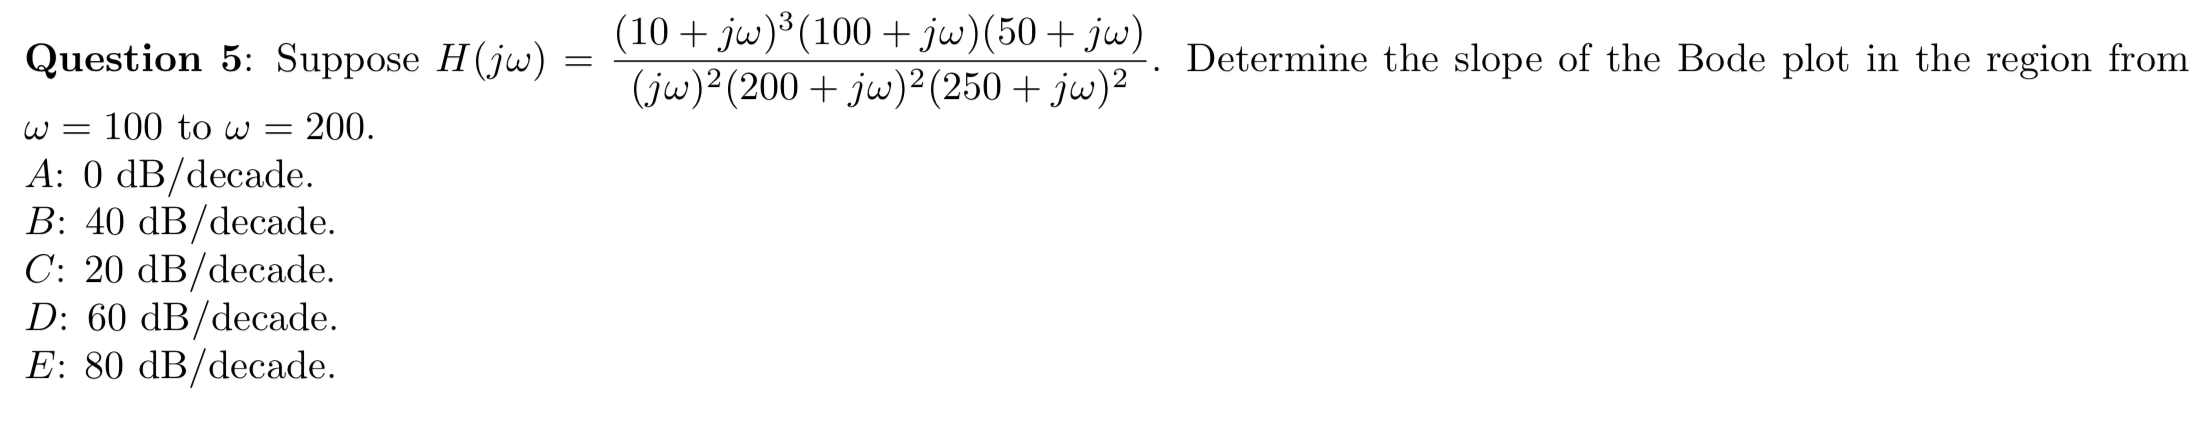 Question 5: Suppose H(jω) = \frac{(10 + jω)^3(100 + jω)(50 + jω)}{(jω)^2(200 + jω)^2(250 + jω)^2}. Determine the slope of the Bode plot in the region from
ω = 100 to ω = 200.
A: 0 dB/decade.
B: 40 dB/decade.
C: 20 dB/decade.
D: 60 dB/decade.
E: 80 dB/decade.